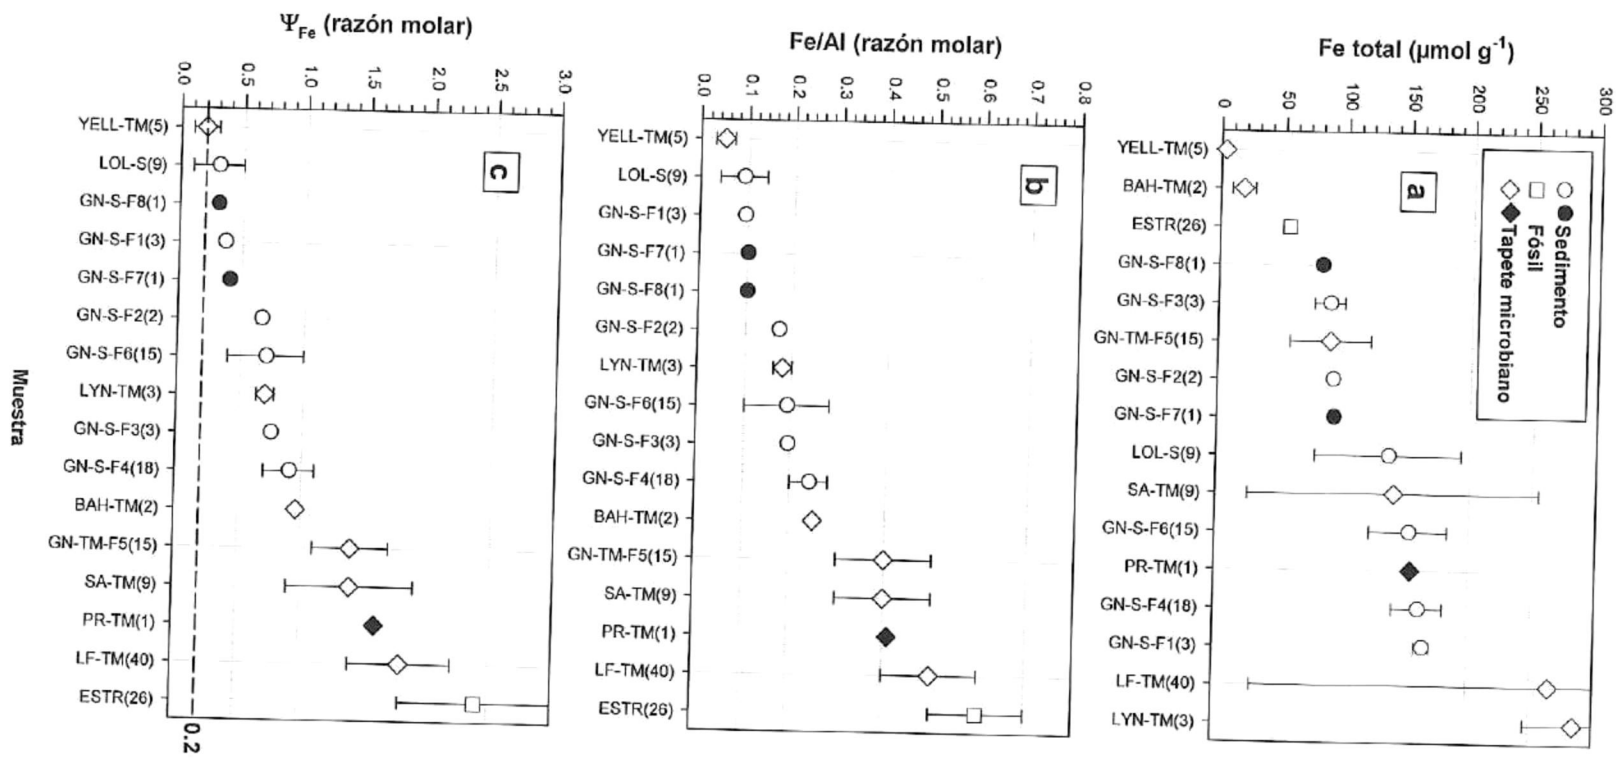 Fe total (µmol g⁻¹)
0
50
100
150
200
250
300
YELL-TM(5)
BAH-TM(2)
ESTR(26)
GN-S-F8(1)
GN-S-F3(3)
GN-TM-F5(15)
GN-S-F2(2)
GN-S-F7(1)
LOL-S(9)
SA-TM(9)
GN-S-F6(15)
PR-TM(1)
GN-S-F4(18)
GN-S-F1(3)
LF-TM(40)
LYN-TM(3)
a
Sedimento
Fósil
Tapete microbiano
Fe/Al (razón molar)
0.0
0.1
0.2
0.3
0.4
0.5
0.6
0.7
0.8
YELL-TM(5)
LOL-S(9)
GN-S-F1(3)
GN-S-F7(1)
GN-S-F8(1)
GN-S-F2(2)
LYN-TM(3)
GN-S-F6(15)
GN-S-F3(3)
GN-S-F4(18)
BAH-TM(2)
GN-TM-F5(15)
SA-TM(9)
PR-TM(1)
LF-TM(40)
ESTR(26)
b
ΨFe (razón molar)
0.0
0.5
1.0
1.5
2.0
2.5
3.0
YELL-TM(5)
LOL-S(9)
GN-S-F8(1)
GN-S-F1(3)
GN-S-F7(1)
GN-S-F2(2)
GN-S-F6(15)
LYN-TM(3)
GN-S-F3(3)
GN-S-F4(18)
BAH-TM(2)
GN-TM-F5(15)
SA-TM(9)
PR-TM(1)
LF-TM(40)
ESTR(26)
c
0.2
Muestra